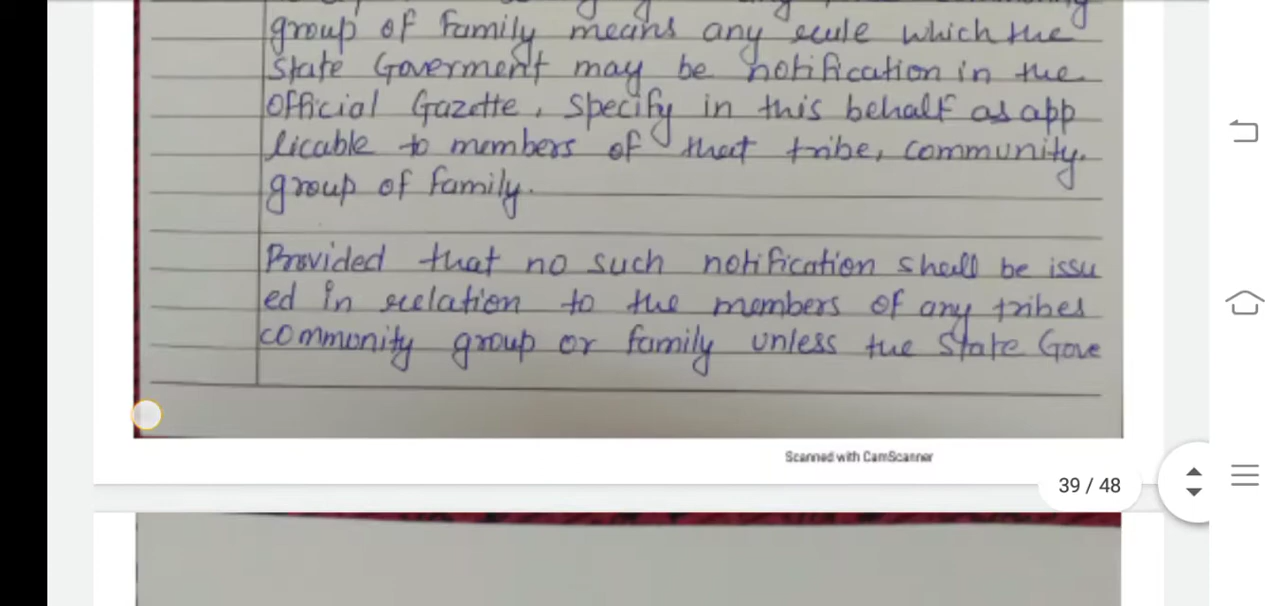 group of family means any rule which the
State Goverment may be notification in the
Official Gazette, specify in this behalf as app
licable to members of that tribe, community.
group of family.
Provided that no such notification shall be issu
ed in relation to the members of any tribes
community group or family unless the State Gove
Scanned with CamScanner
39 / 48